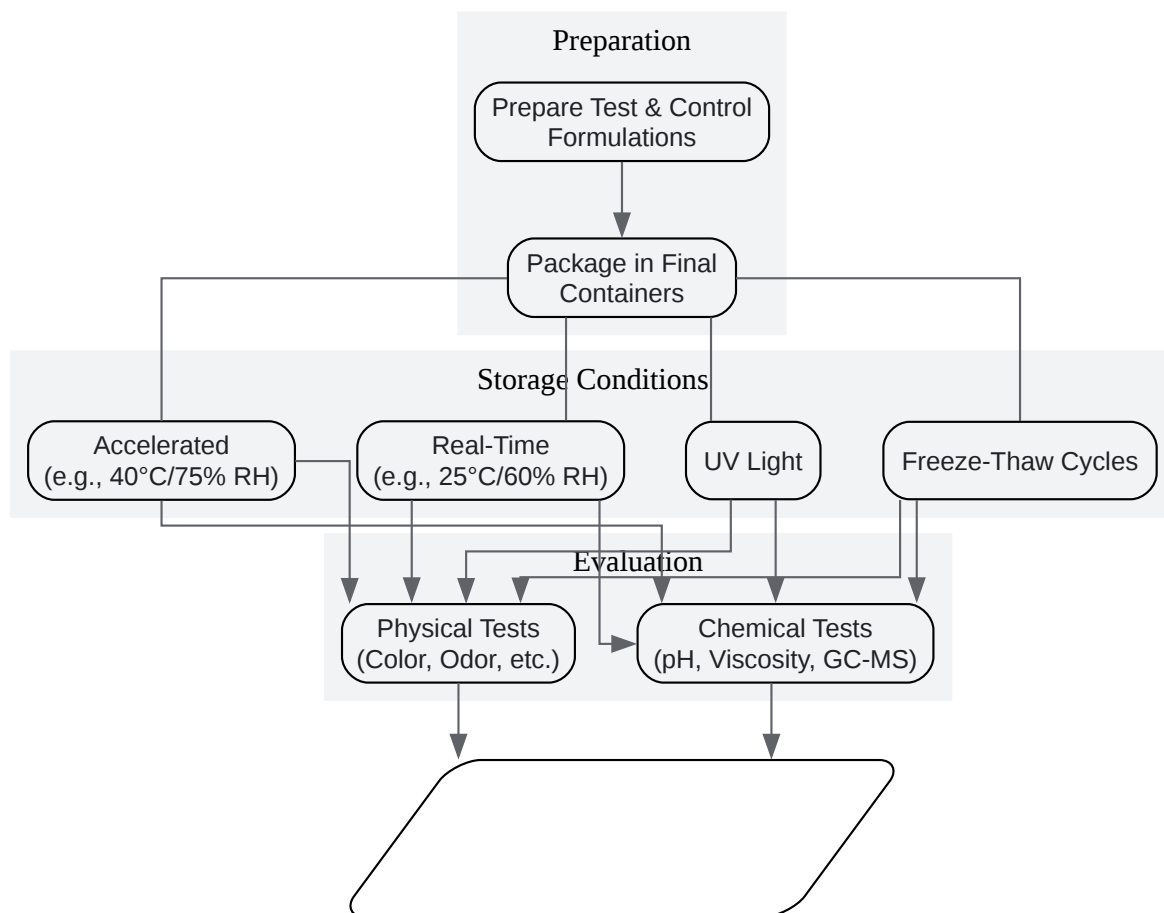 Preparation
Prepare Test & Control
Formulations
Package in Final
Containers
Storage Conditions
Accelerated
(e.g., 40°C/75% RH)
Real-Time
(e.g., 25°C/60% RH)
UV Light
Freeze-Thaw Cycles
Evaluation
Physical Tests
(Color, Odor, etc.)
Chemical Tests
(pH, Viscosity, GC-MS)